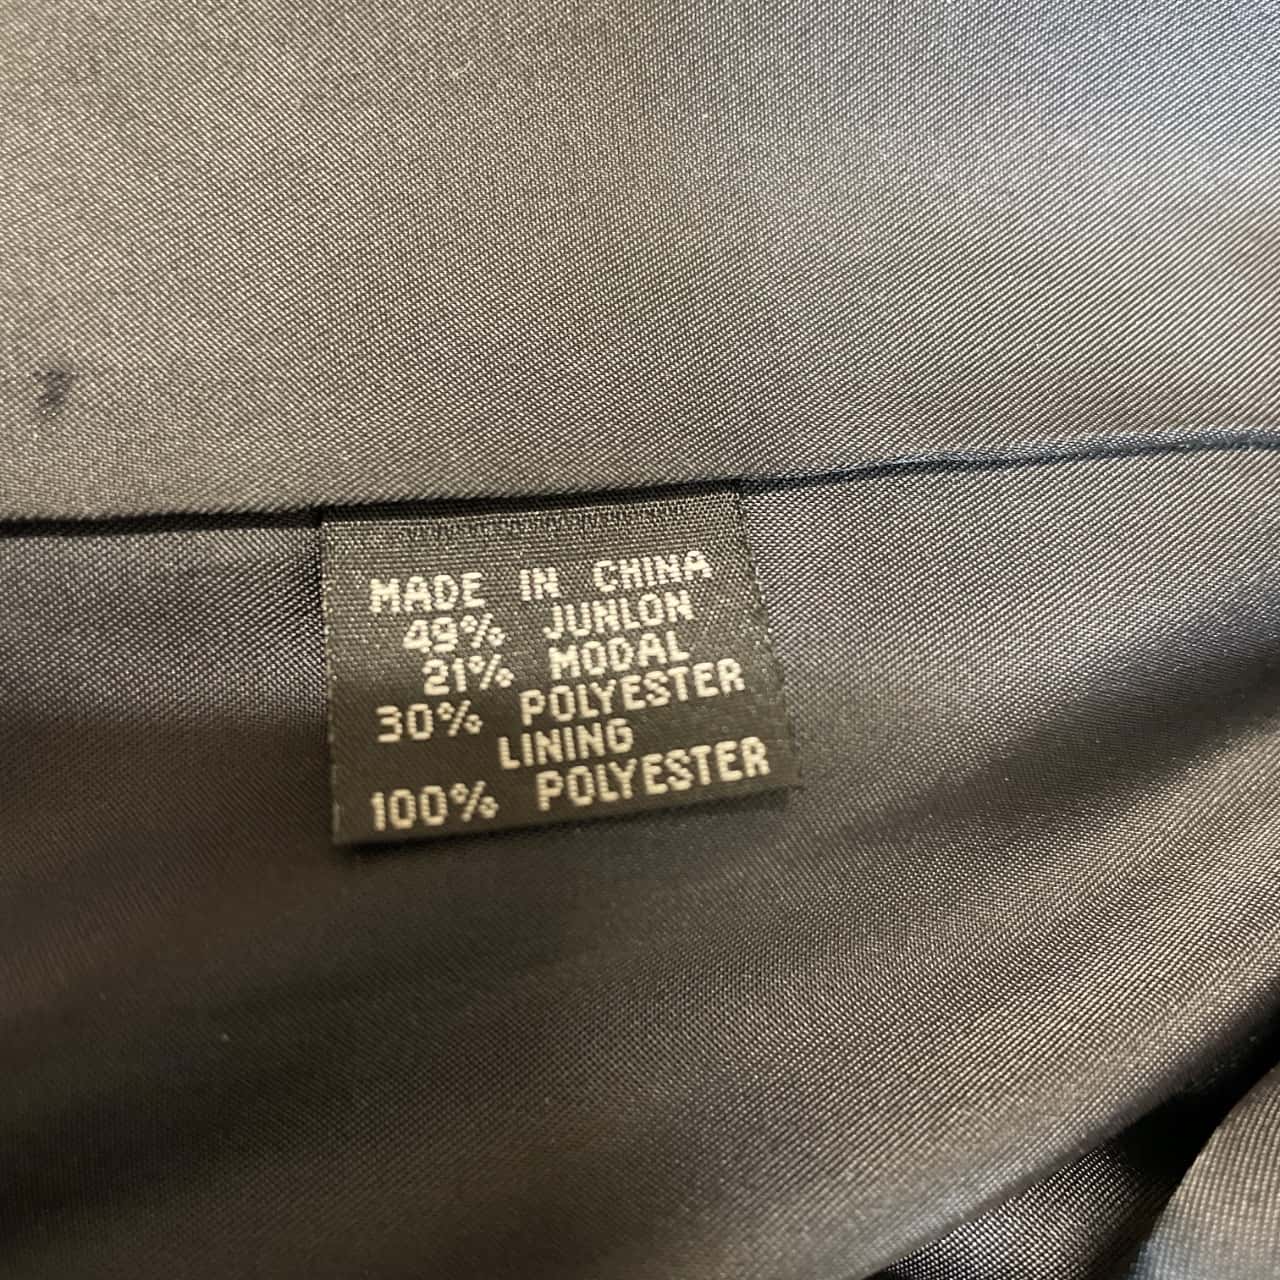 MADE IN CHINA
49% JUNLON
21% MODAL
30% POLYESTER
LINING
100% POLYESTER